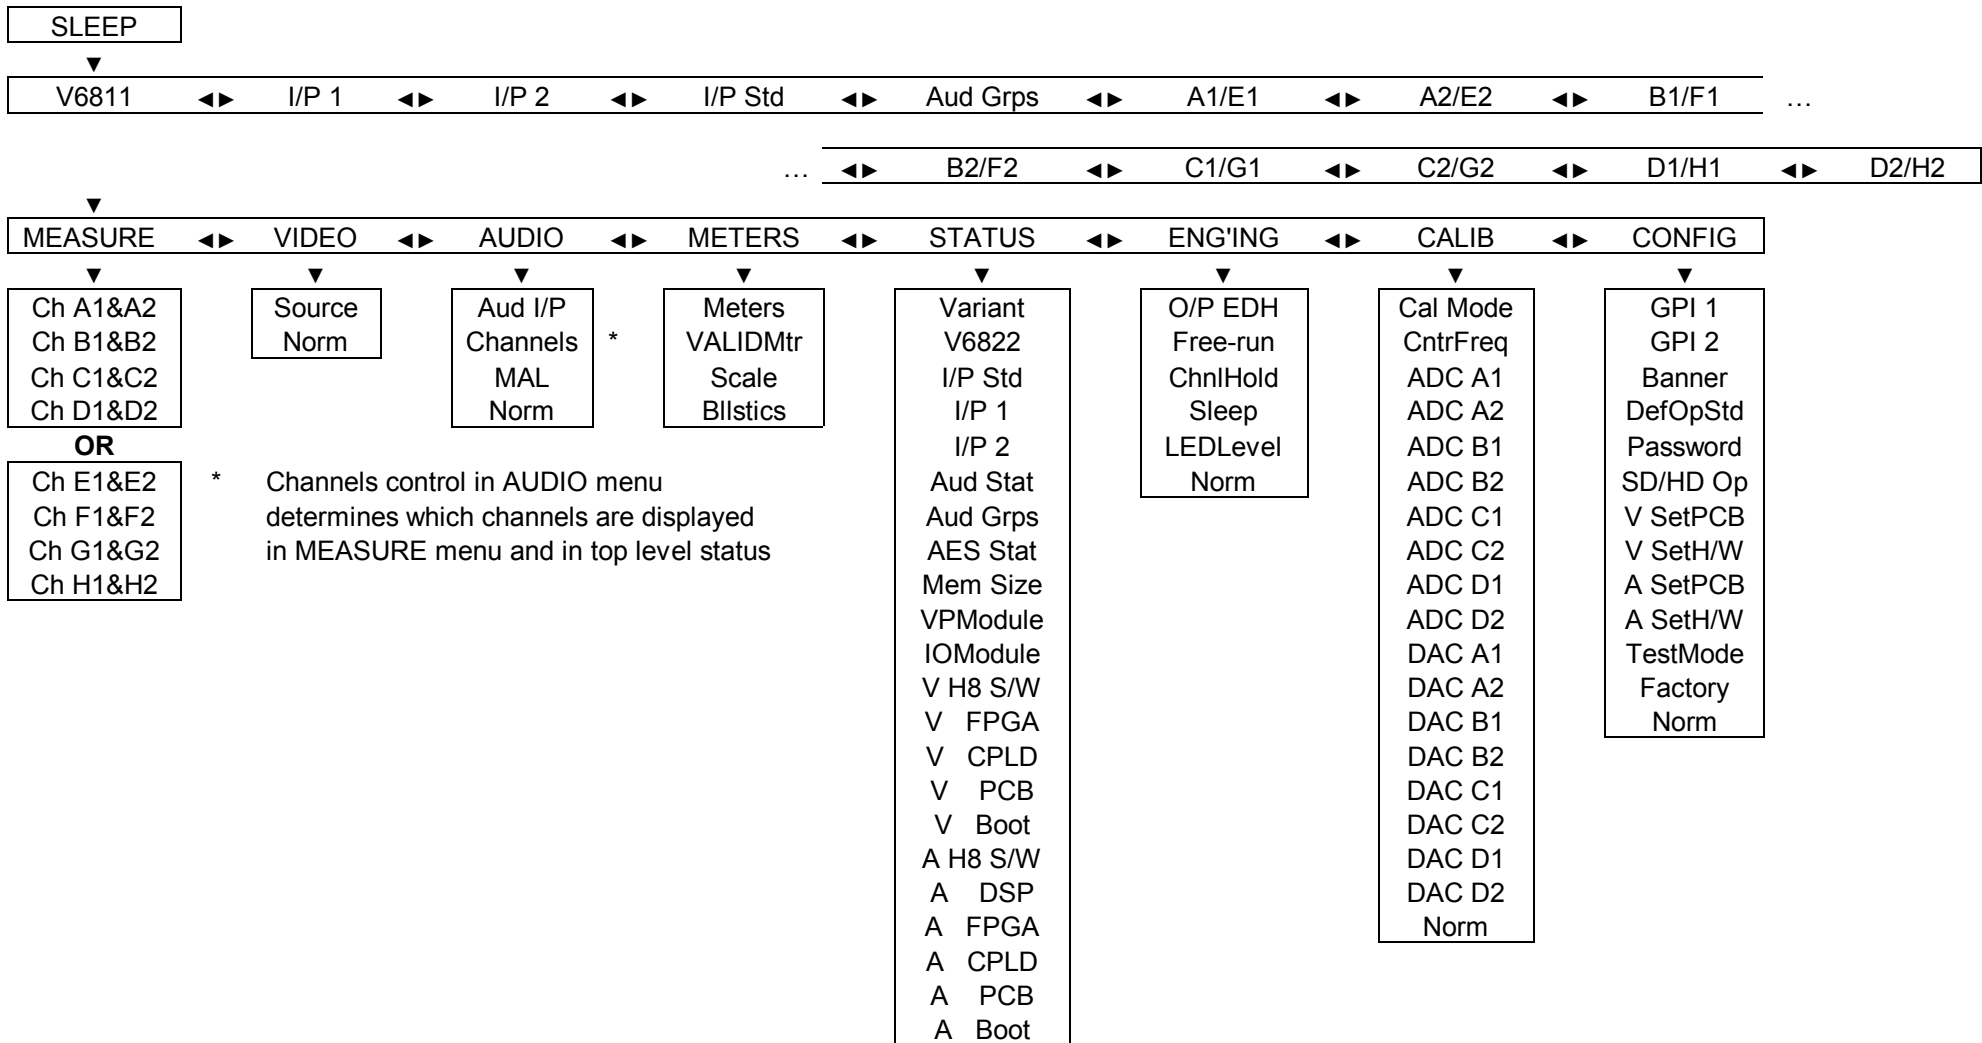 SLEEP
▼
V6811 ◄► I/P 1 ◄► I/P 2 ◄► I/P Std ◄► Aud Grps ◄► A1/E1 ◄► A2/E2 ◄► B1/F1 …
… ◄► B2/F2 ◄► C1/G1 ◄► C2/G2 ◄► D1/H1 ◄► D2/H2
▼
MEASURE ◄► VIDEO ◄► AUDIO ◄► METERS ◄► STATUS ◄► ENG'ING ◄► CALIB ◄► CONFIG
▼ ▼ ▼ ▼ ▼ ▼ ▼ ▼
Ch A1&A2 Source Aud I/P Meters Variant O/P EDH Cal Mode GPI 1
Ch B1&B2 Norm Channels * VALIDMtr V6822 Free-run CntrFreq GPI 2
Ch C1&C2 MAL Scale I/P Std ChnlHold ADC A1 Banner
Ch D1&D2 Norm Bllstics I/P 1 Sleep ADC A2 DefOpStd
OR I/P 2 LEDLevel ADC B1 Password
Ch E1&E2 * Channels control in AUDIO menu Aud Stat Norm ADC B2 SD/HD Op
Ch F1&F2 determines which channels are displayed Aud Grps ADC C1 V SetPCB
Ch G1&G2 in MEASURE menu and in top level status AES Stat ADC C2 V SetH/W
Ch H1&H2 Mem Size ADC D1 A SetPCB
VPModule ADC D2 A SetH/W
IOModule DAC A1 TestMode
V H8 S/W DAC A2 Factory
V FPGA DAC B1 Norm
V CPLD DAC B2
V PCB DAC C1
V Boot DAC C2
A H8 S/W DAC D1
A DSP DAC D2
A FPGA Norm
A CPLD
A PCB
A Boot